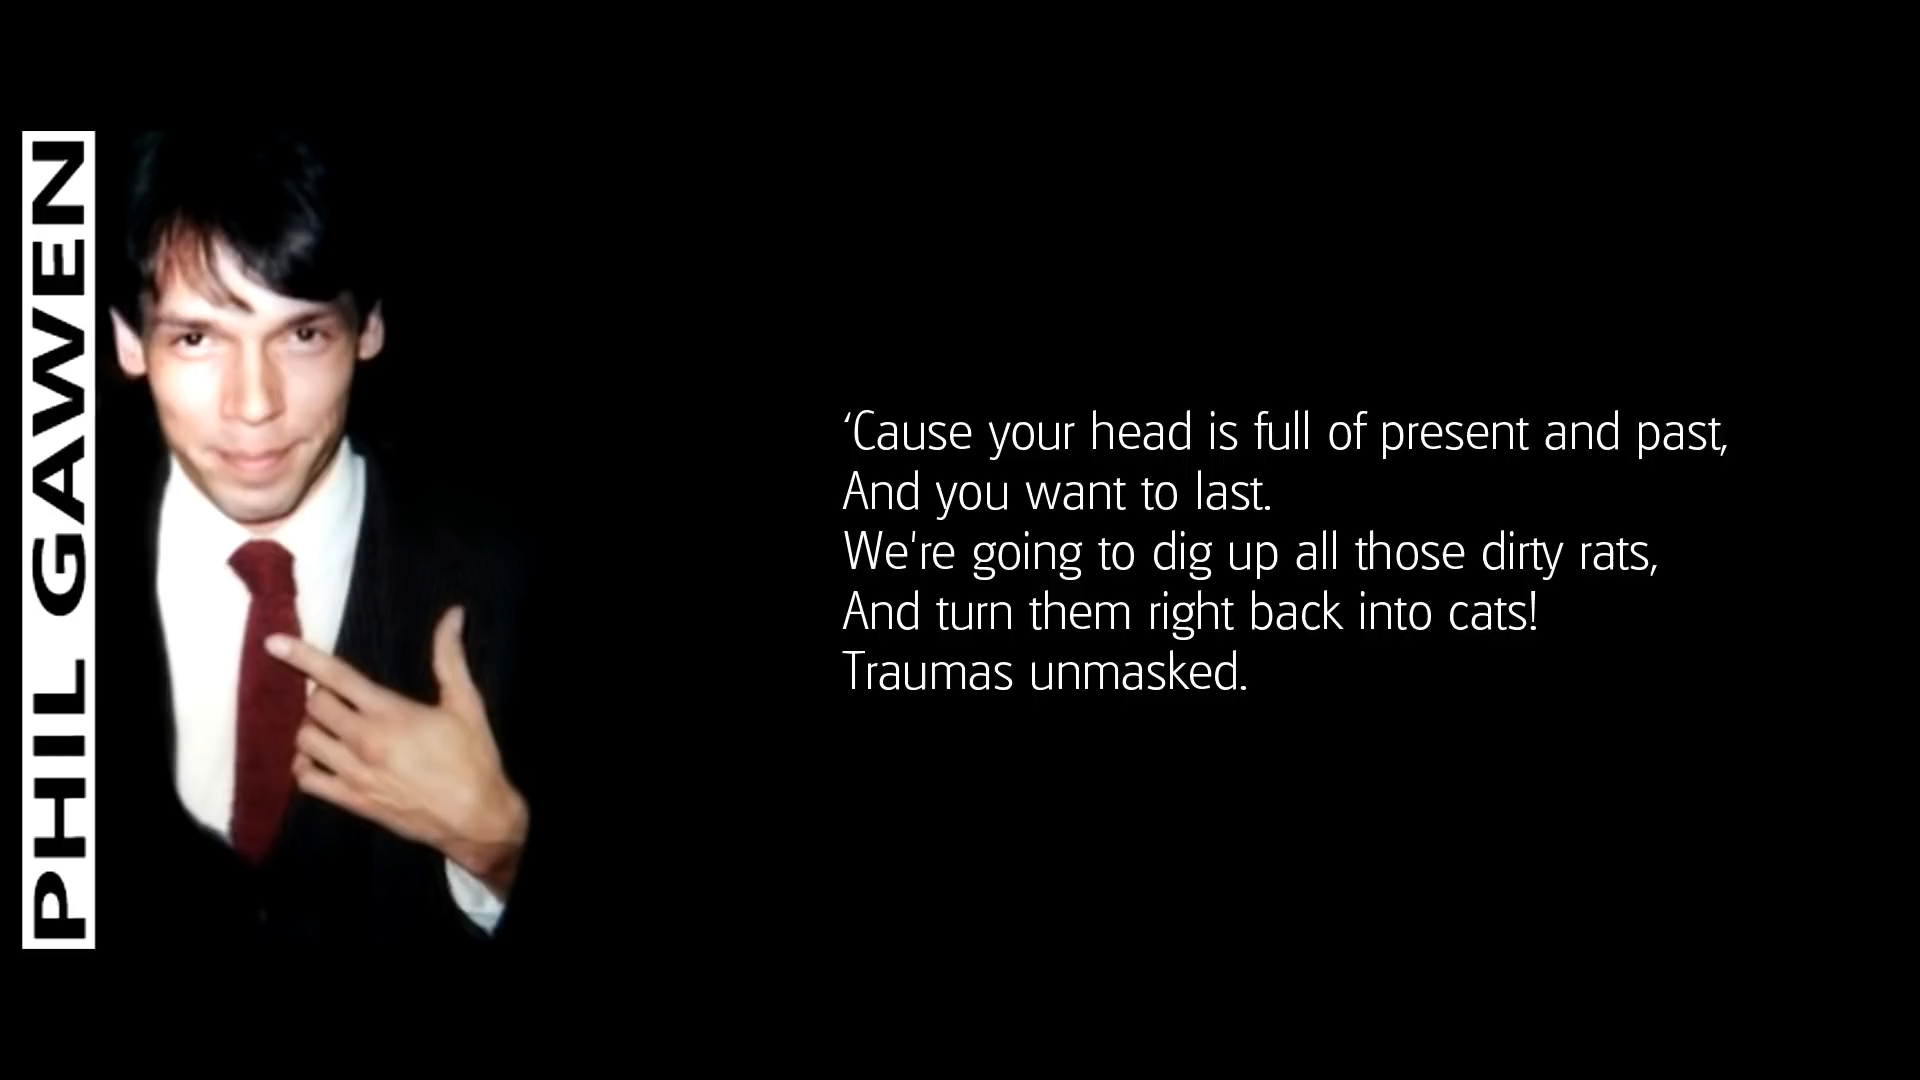 PHIL GAWEN
‘Cause your head is full of present and past,
And you want to last.
We're going to dig up all those dirty rats,
And turn them right back into cats!
Traumas unmasked.